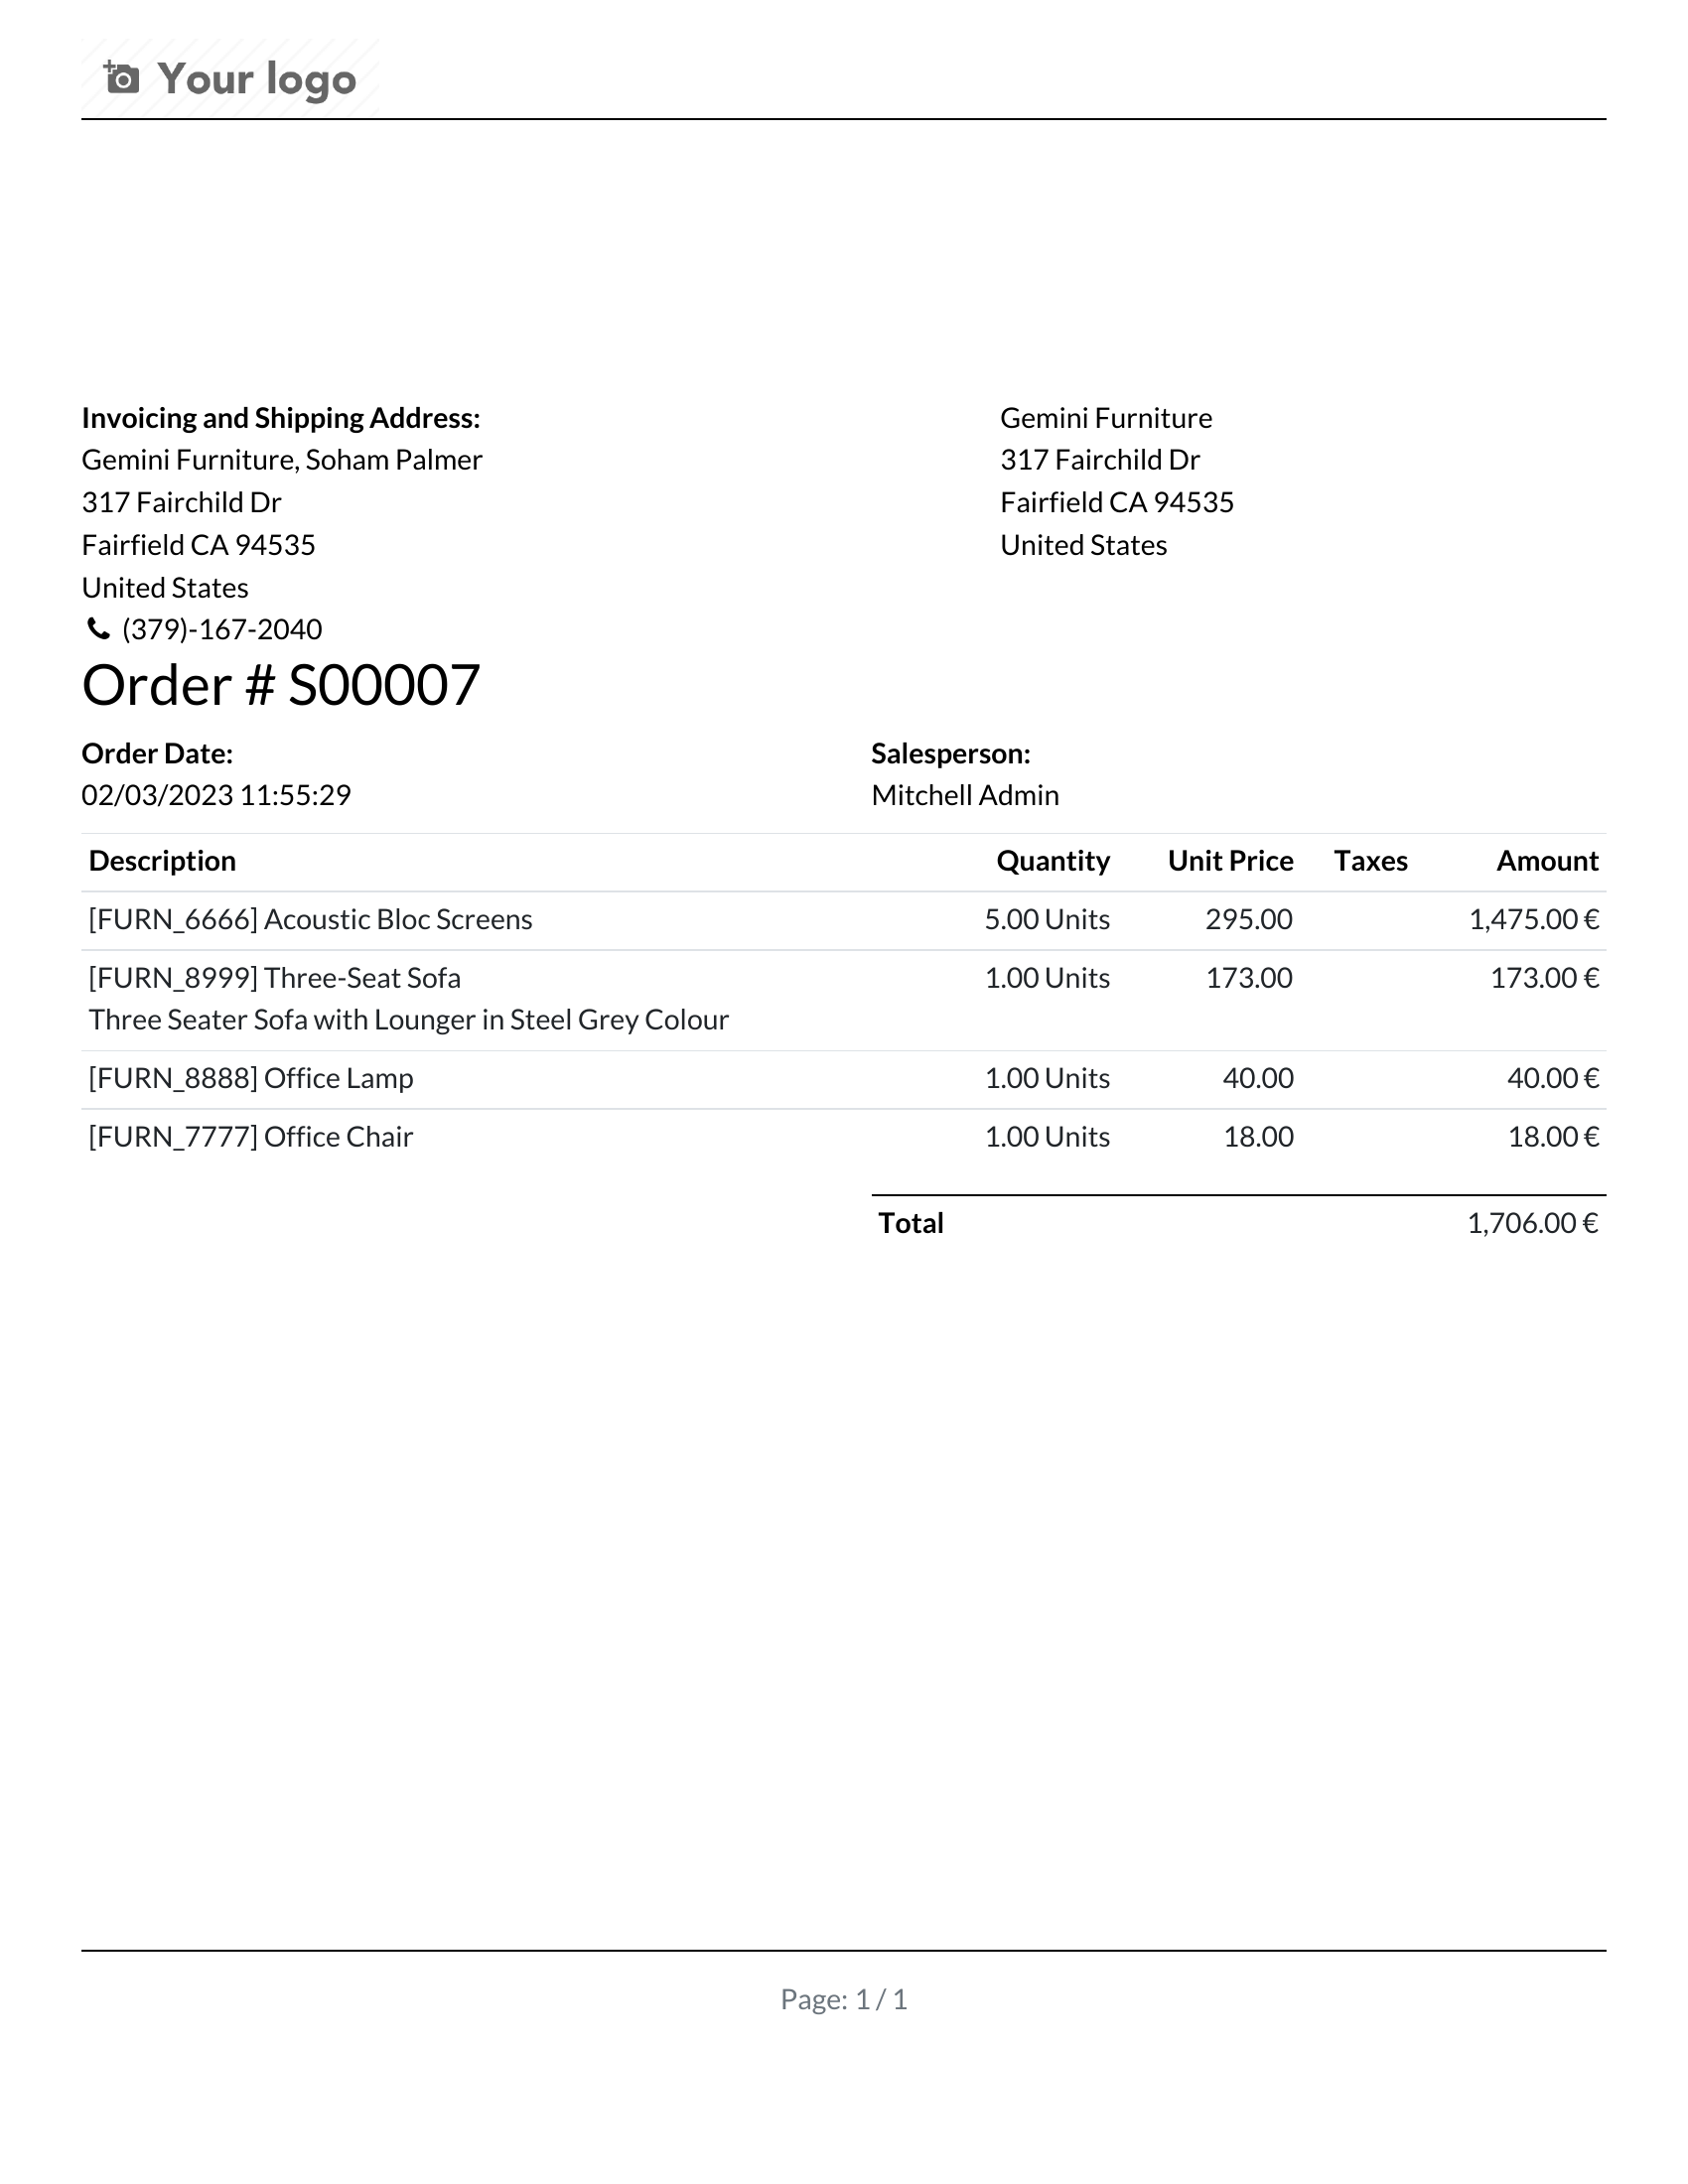 Your logo
Invoicing and Shipping Address:
Gemini Furniture, Soham Palmer
317 Fairchild Dr
Fairfield CA 94535
United States
(379)-167-2040
Gemini Furniture
317 Fairchild Dr
Fairfield CA 94535
United States
Order # S00007
Order Date:
02/03/2023 11:55:29
Salesperson:
Mitchell Admin
Description Quantity Unit Price Taxes Amount
[FURN_6666] Acoustic Bloc Screens 5.00 Units 295.00 1,475.00 €
[FURN_8999] Three-Seat Sofa 1.00 Units 173.00 173.00 €
Three Seater Sofa with Lounger in Steel Grey Colour
[FURN_8888] Office Lamp 1.00 Units 40.00 40.00 €
[FURN_7777] Office Chair 1.00 Units 18.00 18.00 €
Total 1,706.00 €
Page: 1 / 1